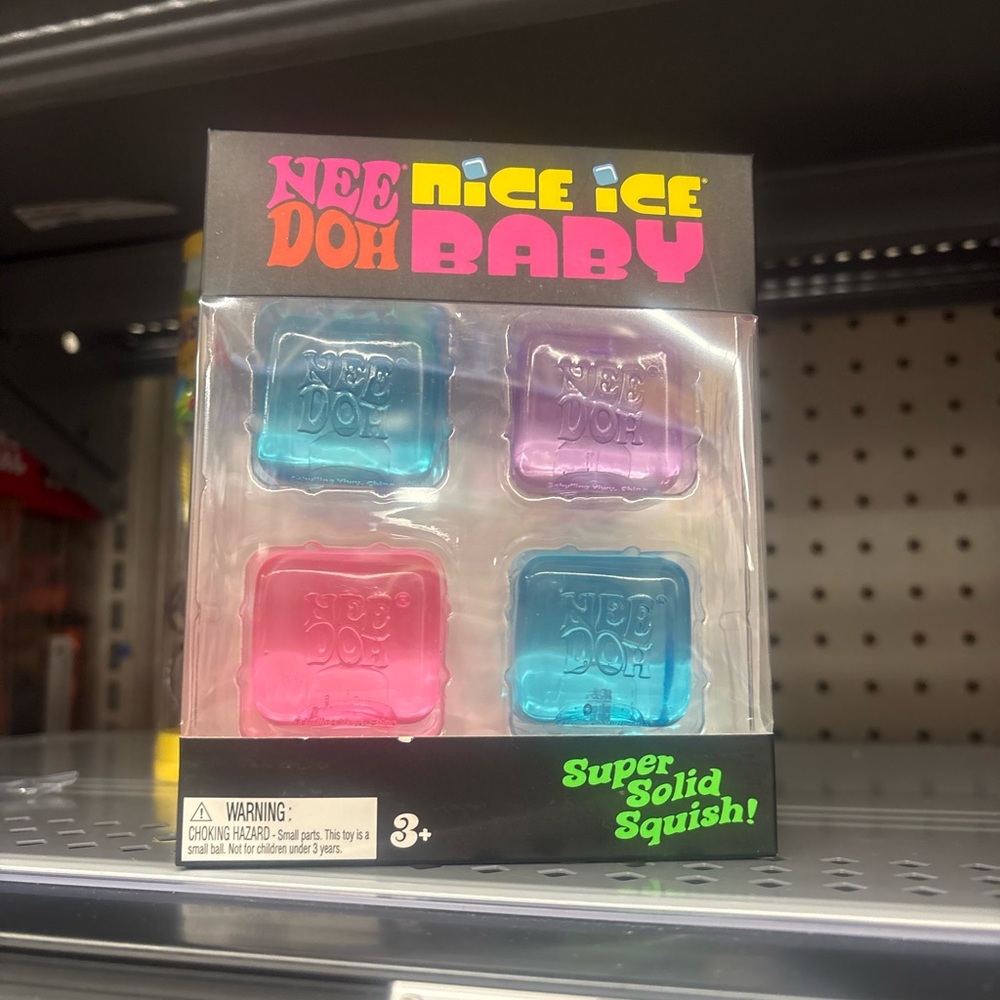 NEE DOH® NiCE iCE® BABY
NEE DOH
NEE DOH
NEE DOH
NEE DOH
Super
Solid
Squish!
WARNING:
CHOKING HAZARD - Small parts. This toy is a
small ball. Not for children under 3 years.
3+